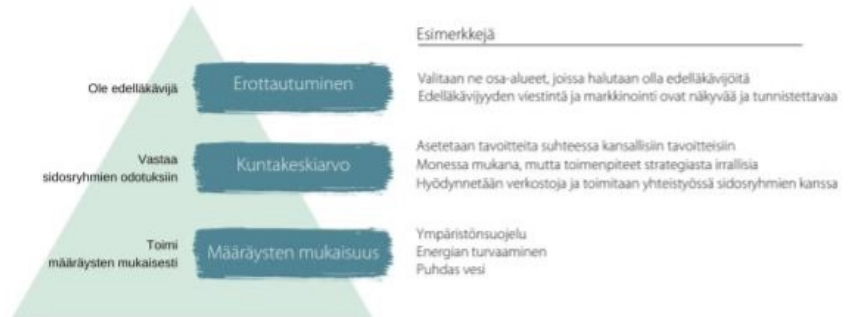 Esimerkkejä
Ole edelläkävijä
Erottautuminen
Valitaan ne osa-alueet, joissa halutaan olla edelläkävijöitä
Edelläkävijyyden viestintä ja markkinointi ovat näkyvää ja tunnistettavaa
Vastaa
sidosryhmien odotuksiin
Kuntakeskiarvo
Asetetaan tavoitteita suhteessa kansallisiin tavoitteisiin
Monessa mukana, mutta toimenpiteet strategiasta irrallisia
Hyödynnetään verkostoja ja toimitaan yhteistyössä sidosryhmien kanssa
Toimi
määräysten mukaisesti
Määräysten mukaisuus
Ympäristönsuojelu
Energian turvaaminen
Puhdas vesi